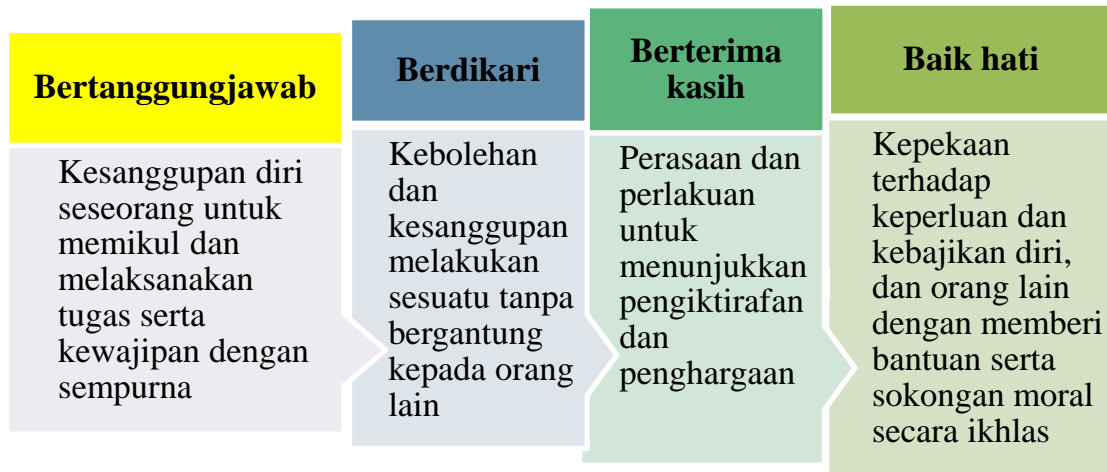 Bertanggungjawab
Kesanggupan diri
seseorang untuk
memikul dan
melaksanakan
tugas serta
kewajipan dengan
sempurna
Berdikari
Kebolehan
dan
kesanggupan
melakukan
sesuatu tanpa
bergantung
kepada orang
lain
Berterima
kasih
Perasaan dan
perlakuan
untuk
menunjukkan
pengiktirafan
dan
penghargaan
Baik hati
Kepekaan
terhadap
keperluan dan
kebajikan diri,
dan orang lain
dengan memberi
bantuan serta
sokongan moral
secara ikhlas